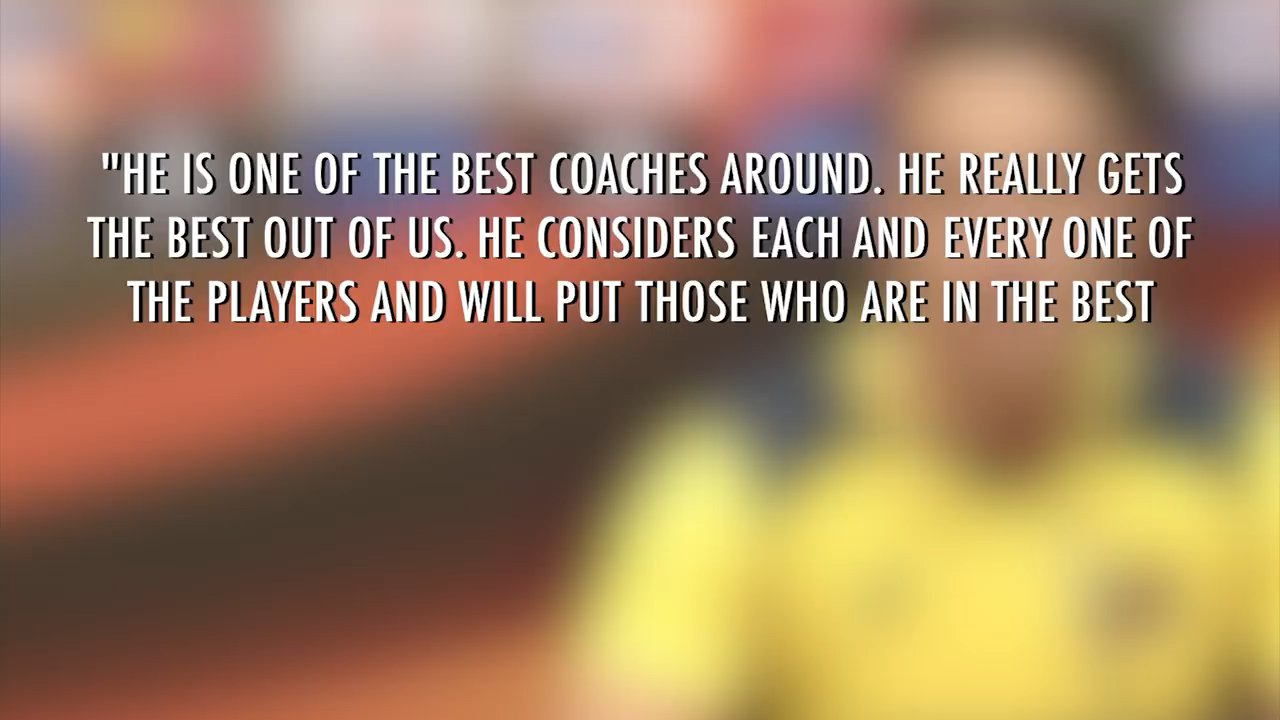 "HE IS ONE OF THE BEST COACHES AROUND. HE REALLY GETS
THE BEST OUT OF US. HE CONSIDERS EACH AND EVERY ONE OF
THE PLAYERS AND WILL PUT THOSE WHO ARE IN THE BEST